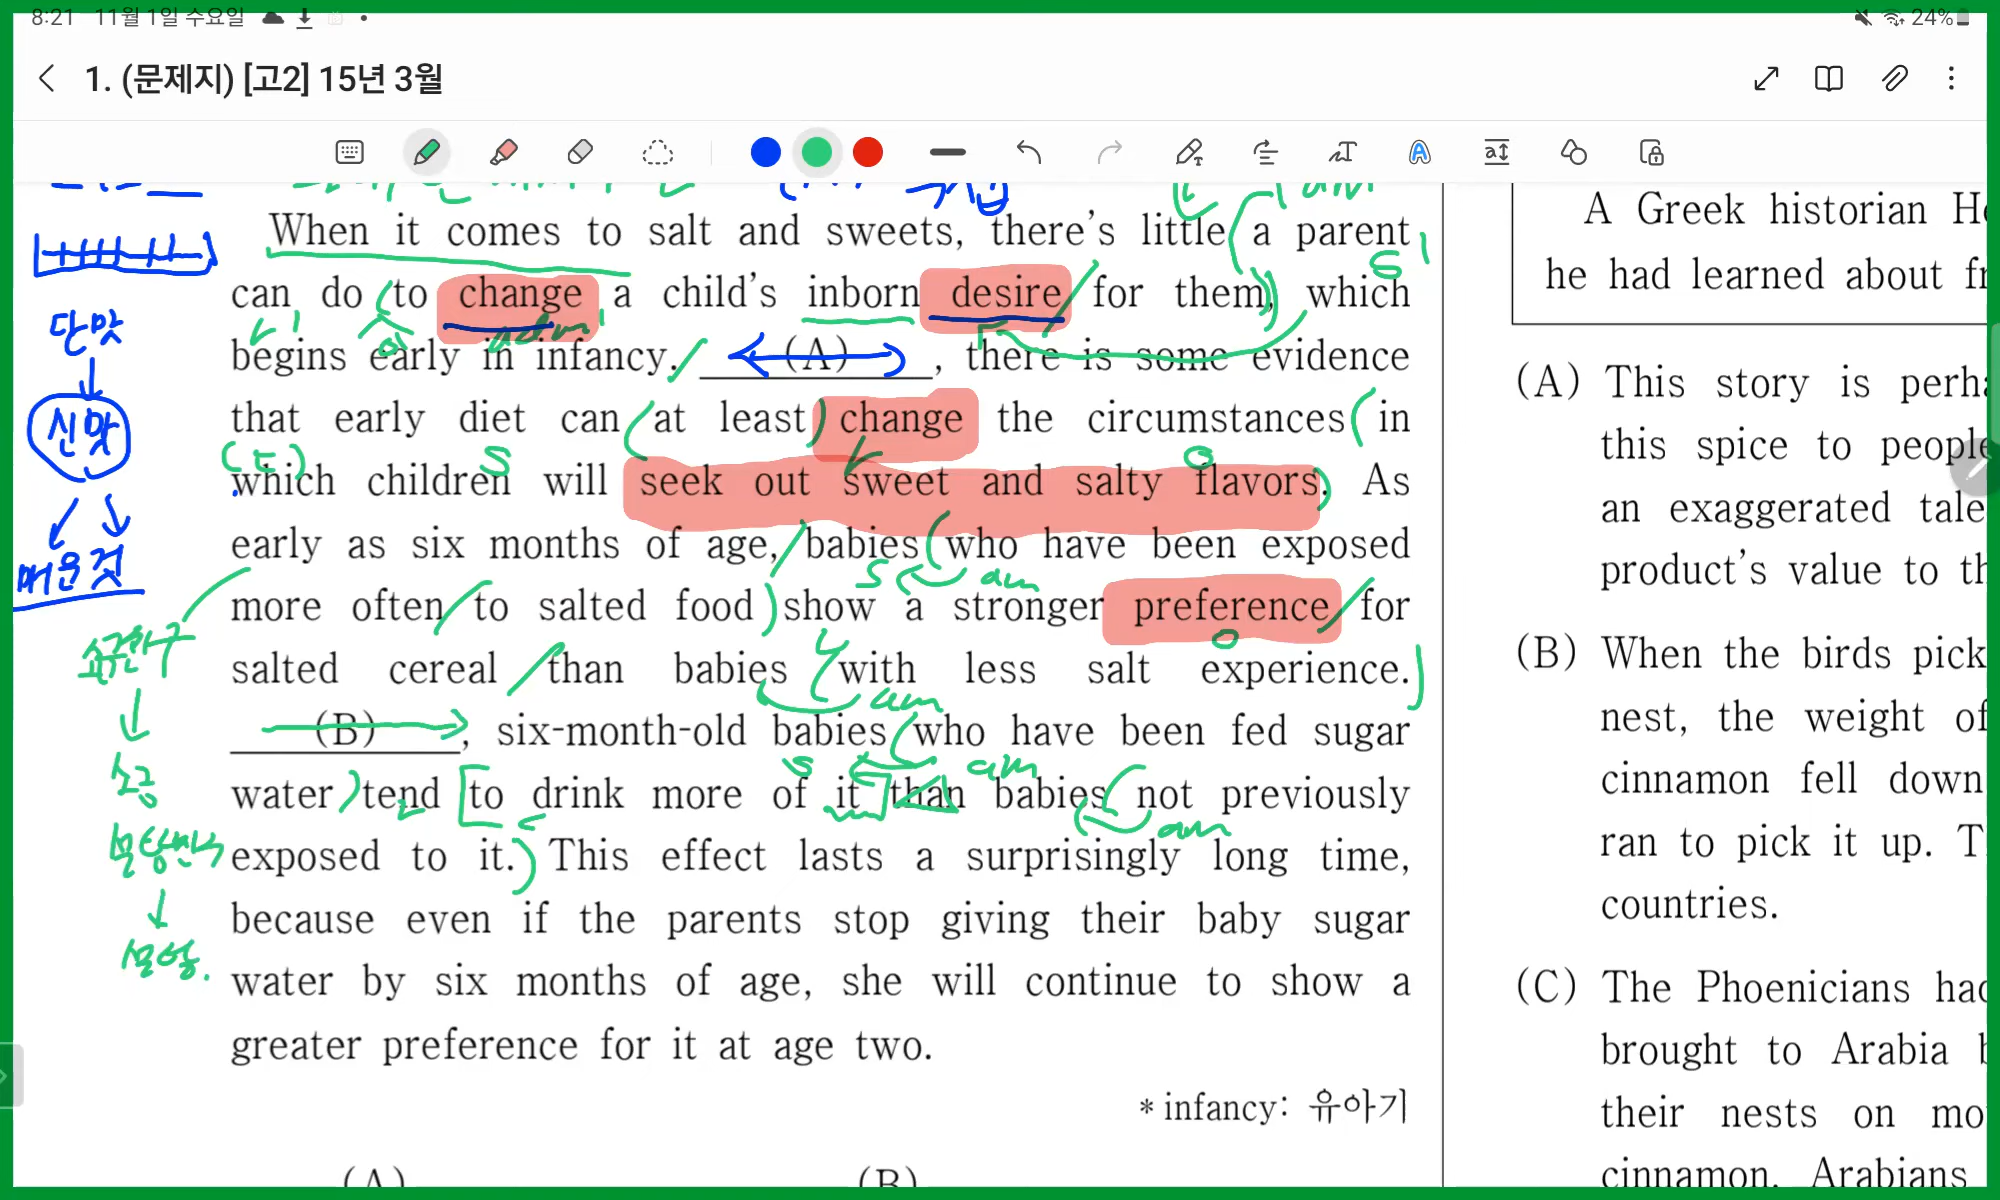 8:21 11월 1일 수요일
24%
1. (문제지) [고2] 15년 3월
When it comes to salt and sweets, there's little a parent
can do to change a child's inborn desire for them, which
begins early in infancy. (A) , there is some evidence
that early diet can at least change the circumstances in
which children will seek out sweet and salty flavors. As
early as six months of age, babies who have been exposed
more often to salted food show a stronger preference for
salted cereal than babies with less salt experience.
(B) , six-month-old babies who have been fed sugar
water tend to drink more of it than babies not previously
exposed to it. This effect lasts a surprisingly long time,
because even if the parents stop giving their baby sugar
water by six months of age, she will continue to show a
greater preference for it at age two.
* infancy: 유아기
(A) (B)
단맛
신맛
매운것
소금
설탕.
A Greek historian He
he had learned about fr
(A) This story is perha
this spice to people
an exaggerated tale
product's value to th
(B) When the birds pick
nest, the weight of
cinnamon fell down
ran to pick it up. T
countries.
(C) The Phoenicians had
brought to Arabia b
their nests on mo
cinnamon. Arabians